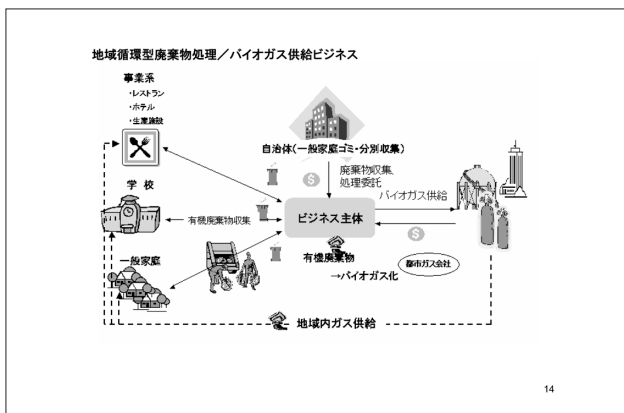 地域循環型廃棄物処理／バイオガス供給ビジネス
事業系
・レストラン
・ホテル
・生産施設
自治体(一般家庭ゴミ・分別収集)
廃棄物収集、
処理委託
$
バイオガス供給
学 校
有機廃棄物収集
ビジネス主体
$
有機廃棄物
→バイオガス化
都市ガス会社
一般家庭
地域内ガス供給
14